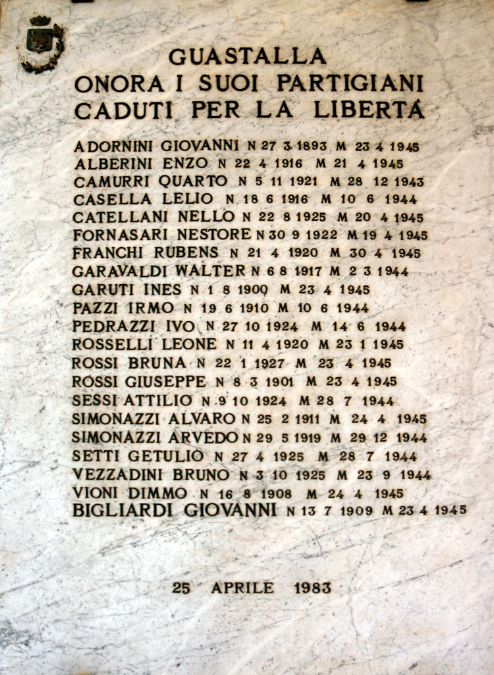 GUASTALLA
ONORA I SUOI PARTIGIANI
CADUTI PER LA LIBERTÁ
ADORNINI GIOVANNI N 27 3 1893 M 23 4 1945
ALBERINI ENZO N 22 4 1916 M 21 4 1945
CAMURRI QUARTO N 5 11 1921 M 28 12 1943
CASELLA LELIO N 18 6 1916 M 10 6 1944
CATELLANI NELLO N 22 8 1925 M 20 4 1945
FORNASARI NESTORE N 30 9 1922 M 19 4 1945
FRANCHI RUBENS N 21 4 1920 M 30 4 1945
GARAVALDI WALTER N 6 8 1917 M 2 3 1944
GARUTI INES N 1 8 1900 M 23 4 1945
PAZZI IRMO N 19 6 1910 M 10 6 1944
PEDRAZZI IVO N 27 10 1924 M 14 6 1944
ROSSELLI LEONE N 11 4 1920 M 23 1 1945
ROSSI BRUNA N 22 1 1927 M 23 4 1945
ROSSI GIUSEPPE N 8 3 1901 M 23 4 1945
SESSI ATTILIO N 9 10 1924 M 28 7 1944
SIMONAZZI ALVARO N 25 2 1911 M 24 4 1945
SIMONAZZI ARVEDO N 29 5 1919 M 29 12 1944
SETTI GETULIO N 27 4 1925 M 28 7 1944
VEZZADINI BRUNO N 3 10 1925 M 23 9 1944
VIONI DIMMO N 16 8 1908 M 24 4 1945
BIGLIARDI GIOVANNI N 13 7 1909 M 23 4 1945
25 APRILE 1983